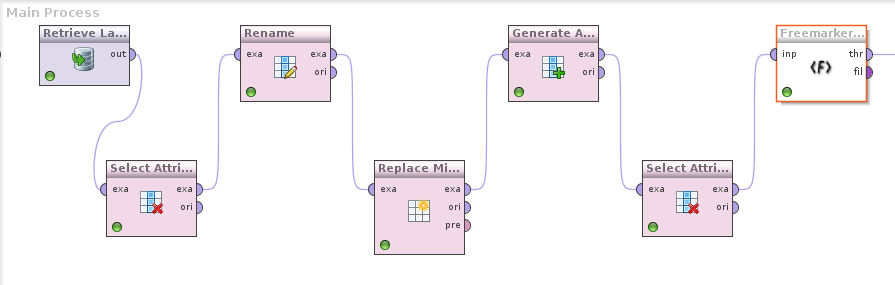 Main Process
Retrieve La...
out
Rename
exa
exa
ori
Generate A...
exa
exa
ori
Freemarker...
inp
thr
fil
{F}
Select Attri...
exa
exa
ori
Replace Mi...
exa
exa
ori
pre
Select Attri...
exa
exa
ori